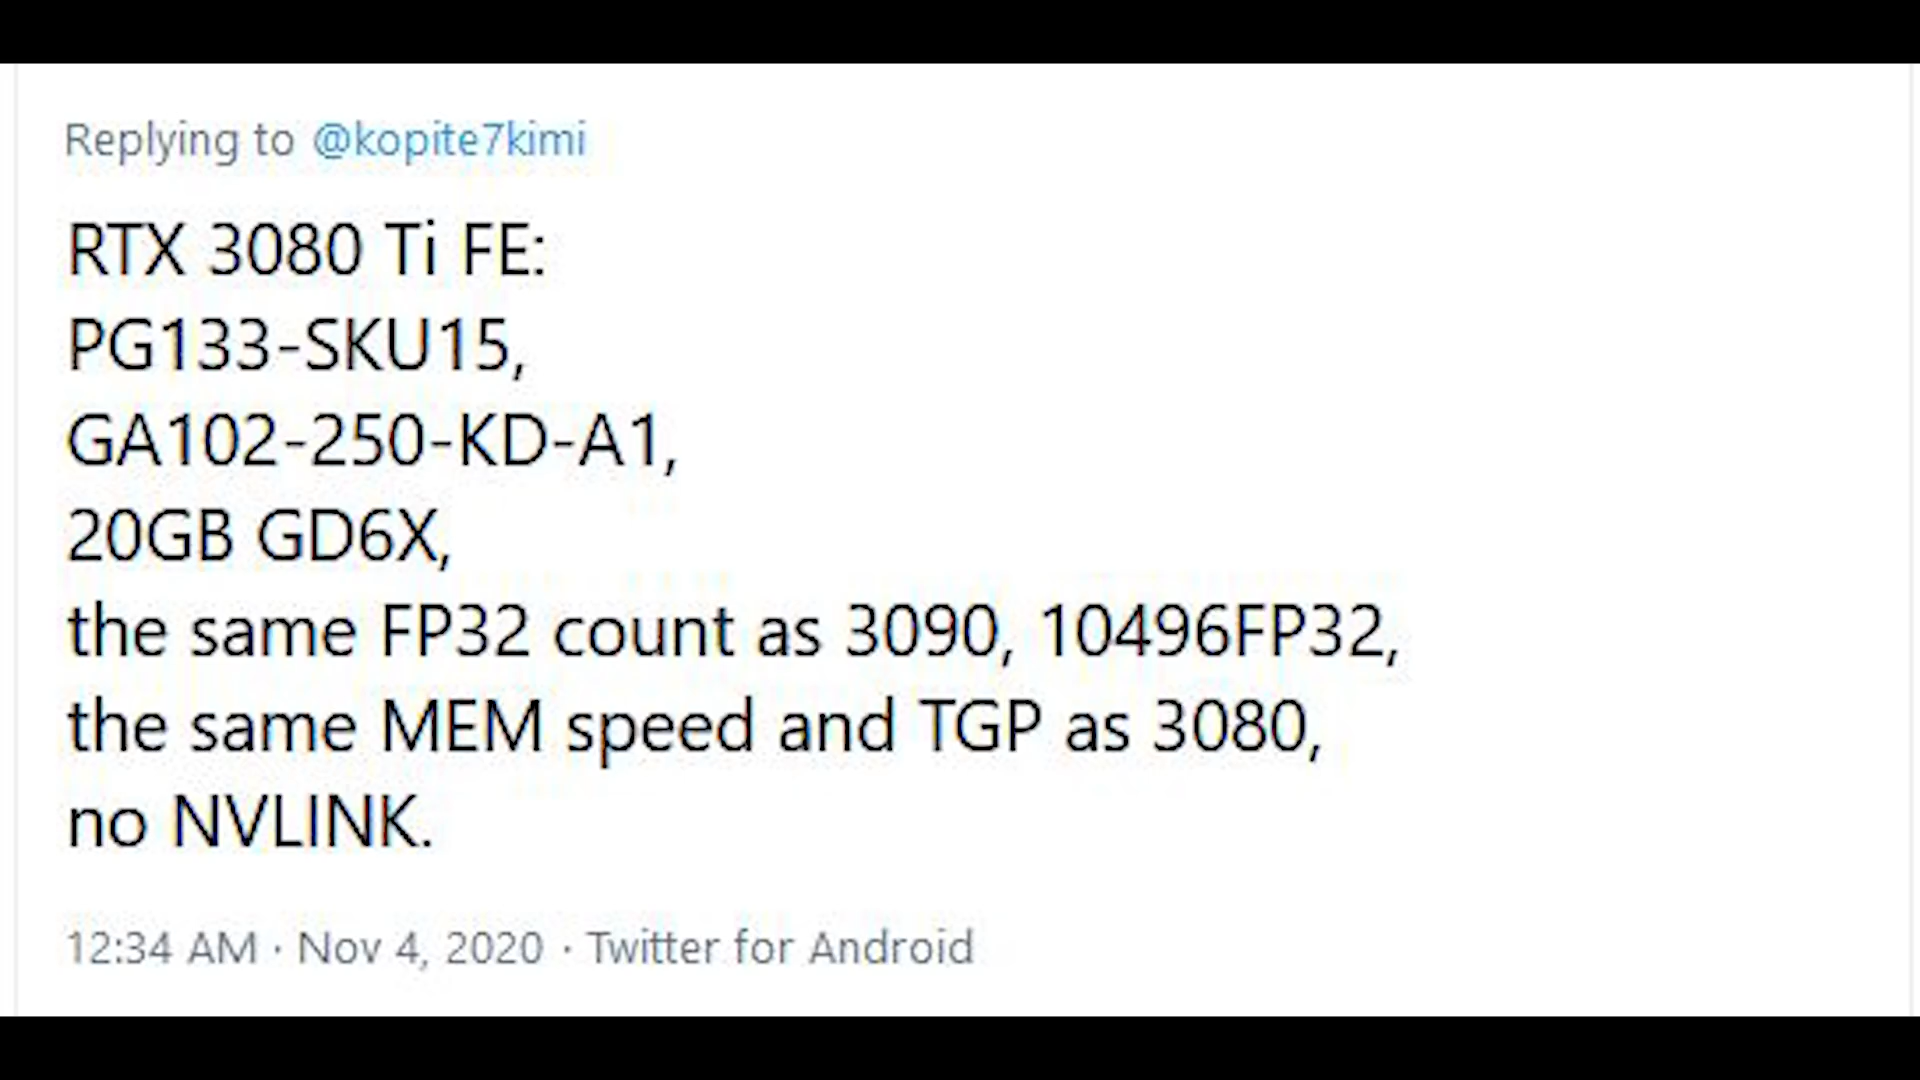 Replying to @kopite7kimi
RTX 3080 Ti FE:
PG133-SKU15,
GA102-250-KD-A1,
20GB GD6X,
the same FP32 count as 3090, 10496FP32,
the same MEM speed and TGP as 3080,
no NVLINK.
12:34 AM · Nov 4, 2020 · Twitter for Android